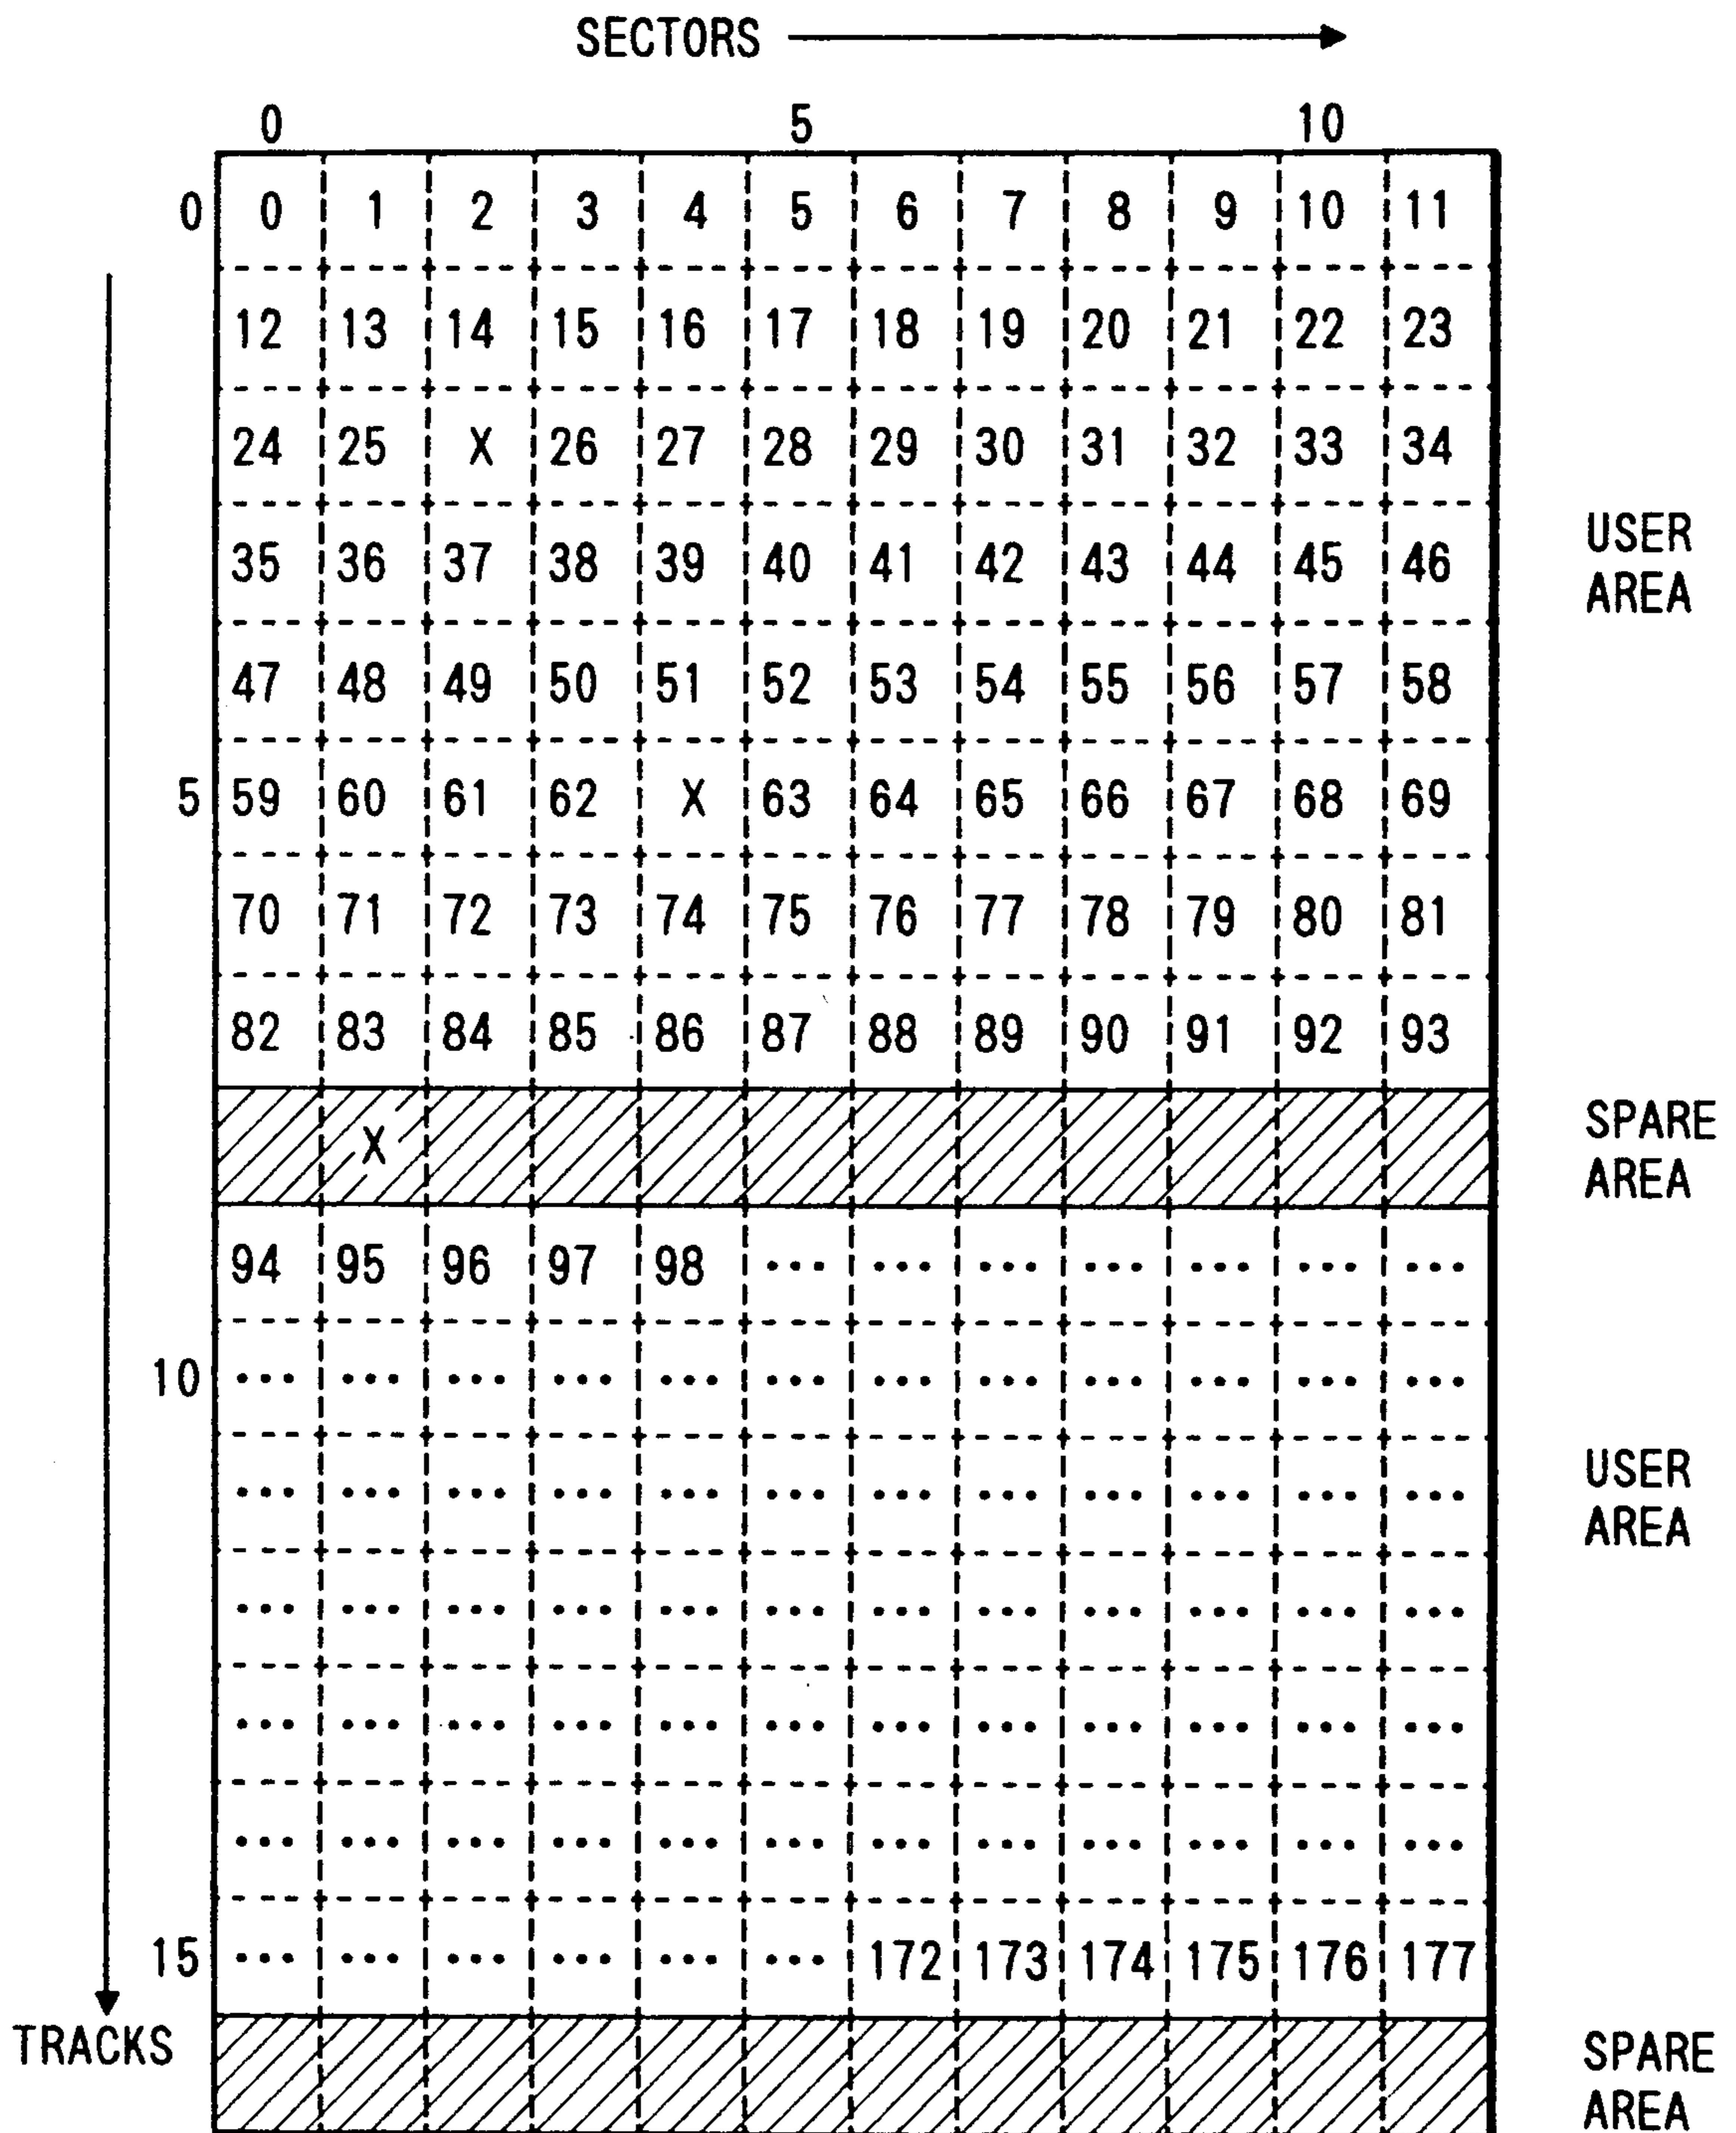 SECTORS
0 5 10
0 0 1 2 3 4 5 6 7 8 9 10 11
12 13 14 15 16 17 18 19 20 21 22 23
24 25 X 26 27 28 29 30 31 32 33 34
35 36 37 38 39 40 41 42 43 44 45 46
USER
AREA
47 48 49 50 51 52 53 54 55 56 57 58
5 59 60 61 62 X 63 64 65 66 67 68 69
70 71 72 73 74 75 76 77 78 79 80 81
82 83 84 85 86 87 88 89 90 91 92 93
X
SPARE
AREA
94 95 96 97 98 ... ... ... ... ... ... ...
10 ... ... ... ... ... ... ... ... ... ... ... ...
... ... ... ... ... ... ... ... ... ... ... ...
USER
AREA
... ... ... ... ... ... ... ... ... ... ... ...
... ... ... ... ... ... ... ... ... ... ... ...
... ... ... ... ... ... ... ... ... ... ... ...
15 ... ... ... ... ... ... 172 173 174 175 176 177
TRACKS
SPARE
AREA